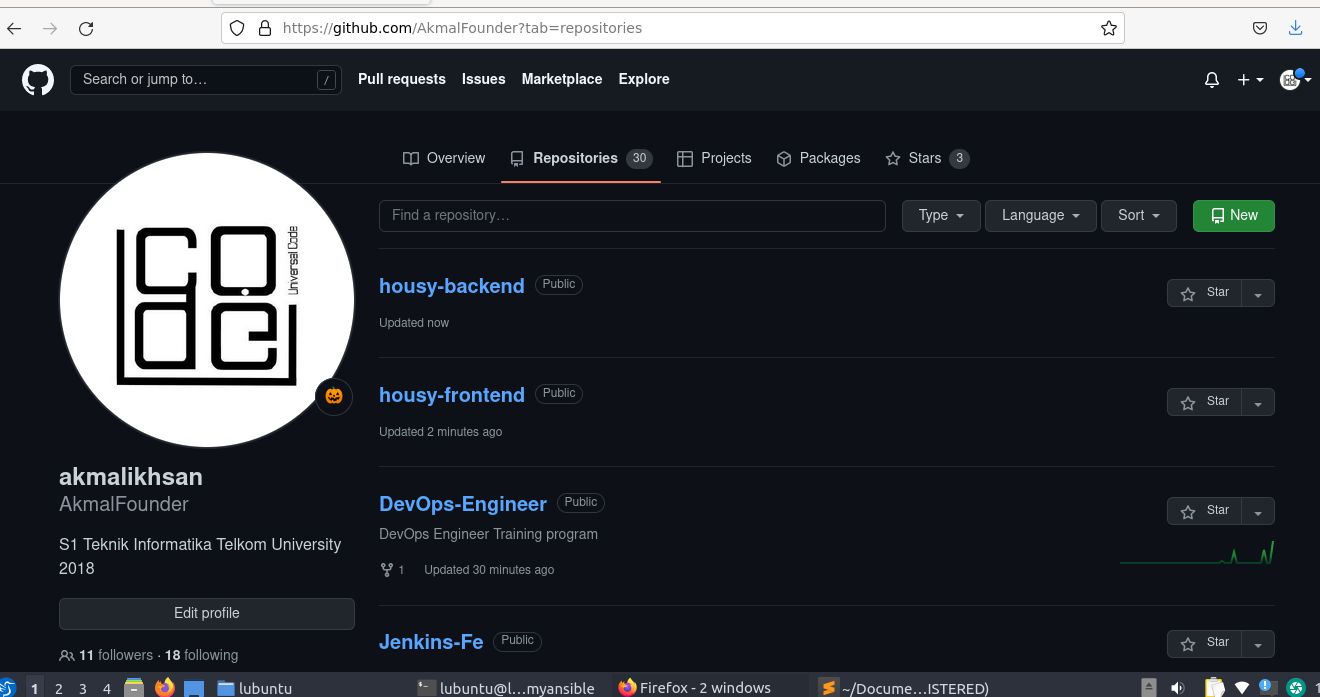 https://github.com/AkmalFounder?tab=repositories
Search or jump to… /
Pull requests Issues Marketplace Explore
Overview Repositories 30 Projects Packages Stars 3
Find a repository…
Type Language Sort New
CODE
Universal Code
housy-backend Public
Star
Updated now
housy-frontend Public
Star
Updated 2 minutes ago
akmalikhsan
AkmalFounder
S1 Teknik Informatika Telkom University
2018
Edit profile
11 followers · 18 following
DevOps-Engineer Public
Star
DevOps Engineer Training program
1 Updated 30 minutes ago
Jenkins-Fe Public
Star
1 2 3 4 lubuntu lubuntu@l...myansible Firefox - 2 windows ~/Docume...ISTERED)